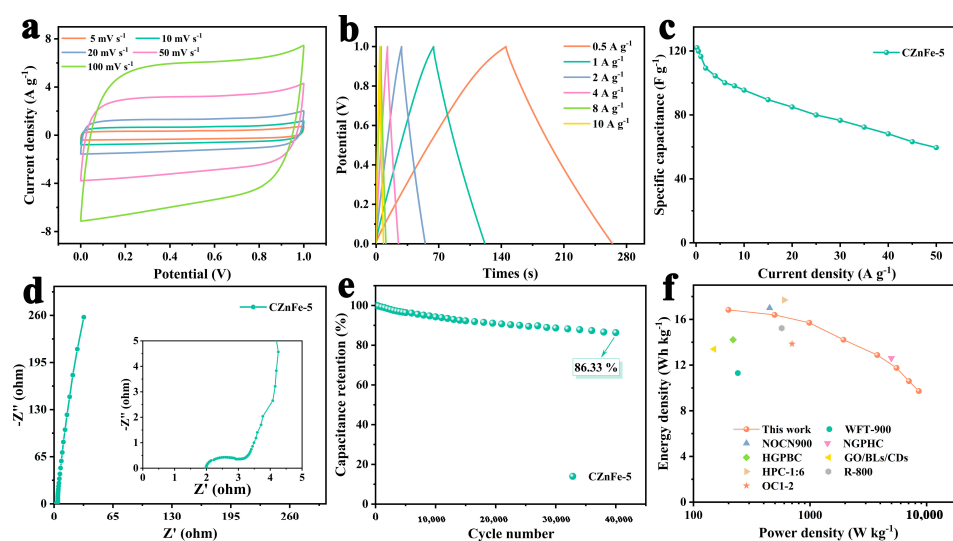 a
Current density (A g⁻¹)
8
4
0
-4
-8
5 mV s⁻¹
10 mV s⁻¹
20 mV s⁻¹
50 mV s⁻¹
100 mV s⁻¹
0.0 0.2 0.4 0.6 0.8 1.0
Potential (V)
b
Potential (V)
1.0
0.8
0.6
0.4
0.2
0.0
0.5 A g⁻¹
1 A g⁻¹
2 A g⁻¹
4 A g⁻¹
8 A g⁻¹
10 A g⁻¹
0 70 140 210 280
Times (s)
c
Specific capacitance (F g⁻¹)
120
80
40
0
CZnFe-5
0 10 20 30 40 50
Current density (A g⁻¹)
d
-Z'' (ohm)
260
195
130
65
0
CZnFe-5
-Z'' (ohm)
5
4
3
2
1
0
0 1 2 3 4 5
Z' (ohm)
0 65 130 195 260
Z' (ohm)
e
Capacitance retention (%)
100
80
60
40
20
0
86.33 %
CZnFe-5
0 10,000 20,000 30,000 40,000
Cycle number
f
Energy density (Wh kg⁻¹)
16
12
8
4
0
This work
WFT-900
NOCN900
NGPHC
HGPBC
GO/BLs/CDs
HPC-1:6
R-800
OC1-2
100 1000 10,000
Power density (W kg⁻¹)